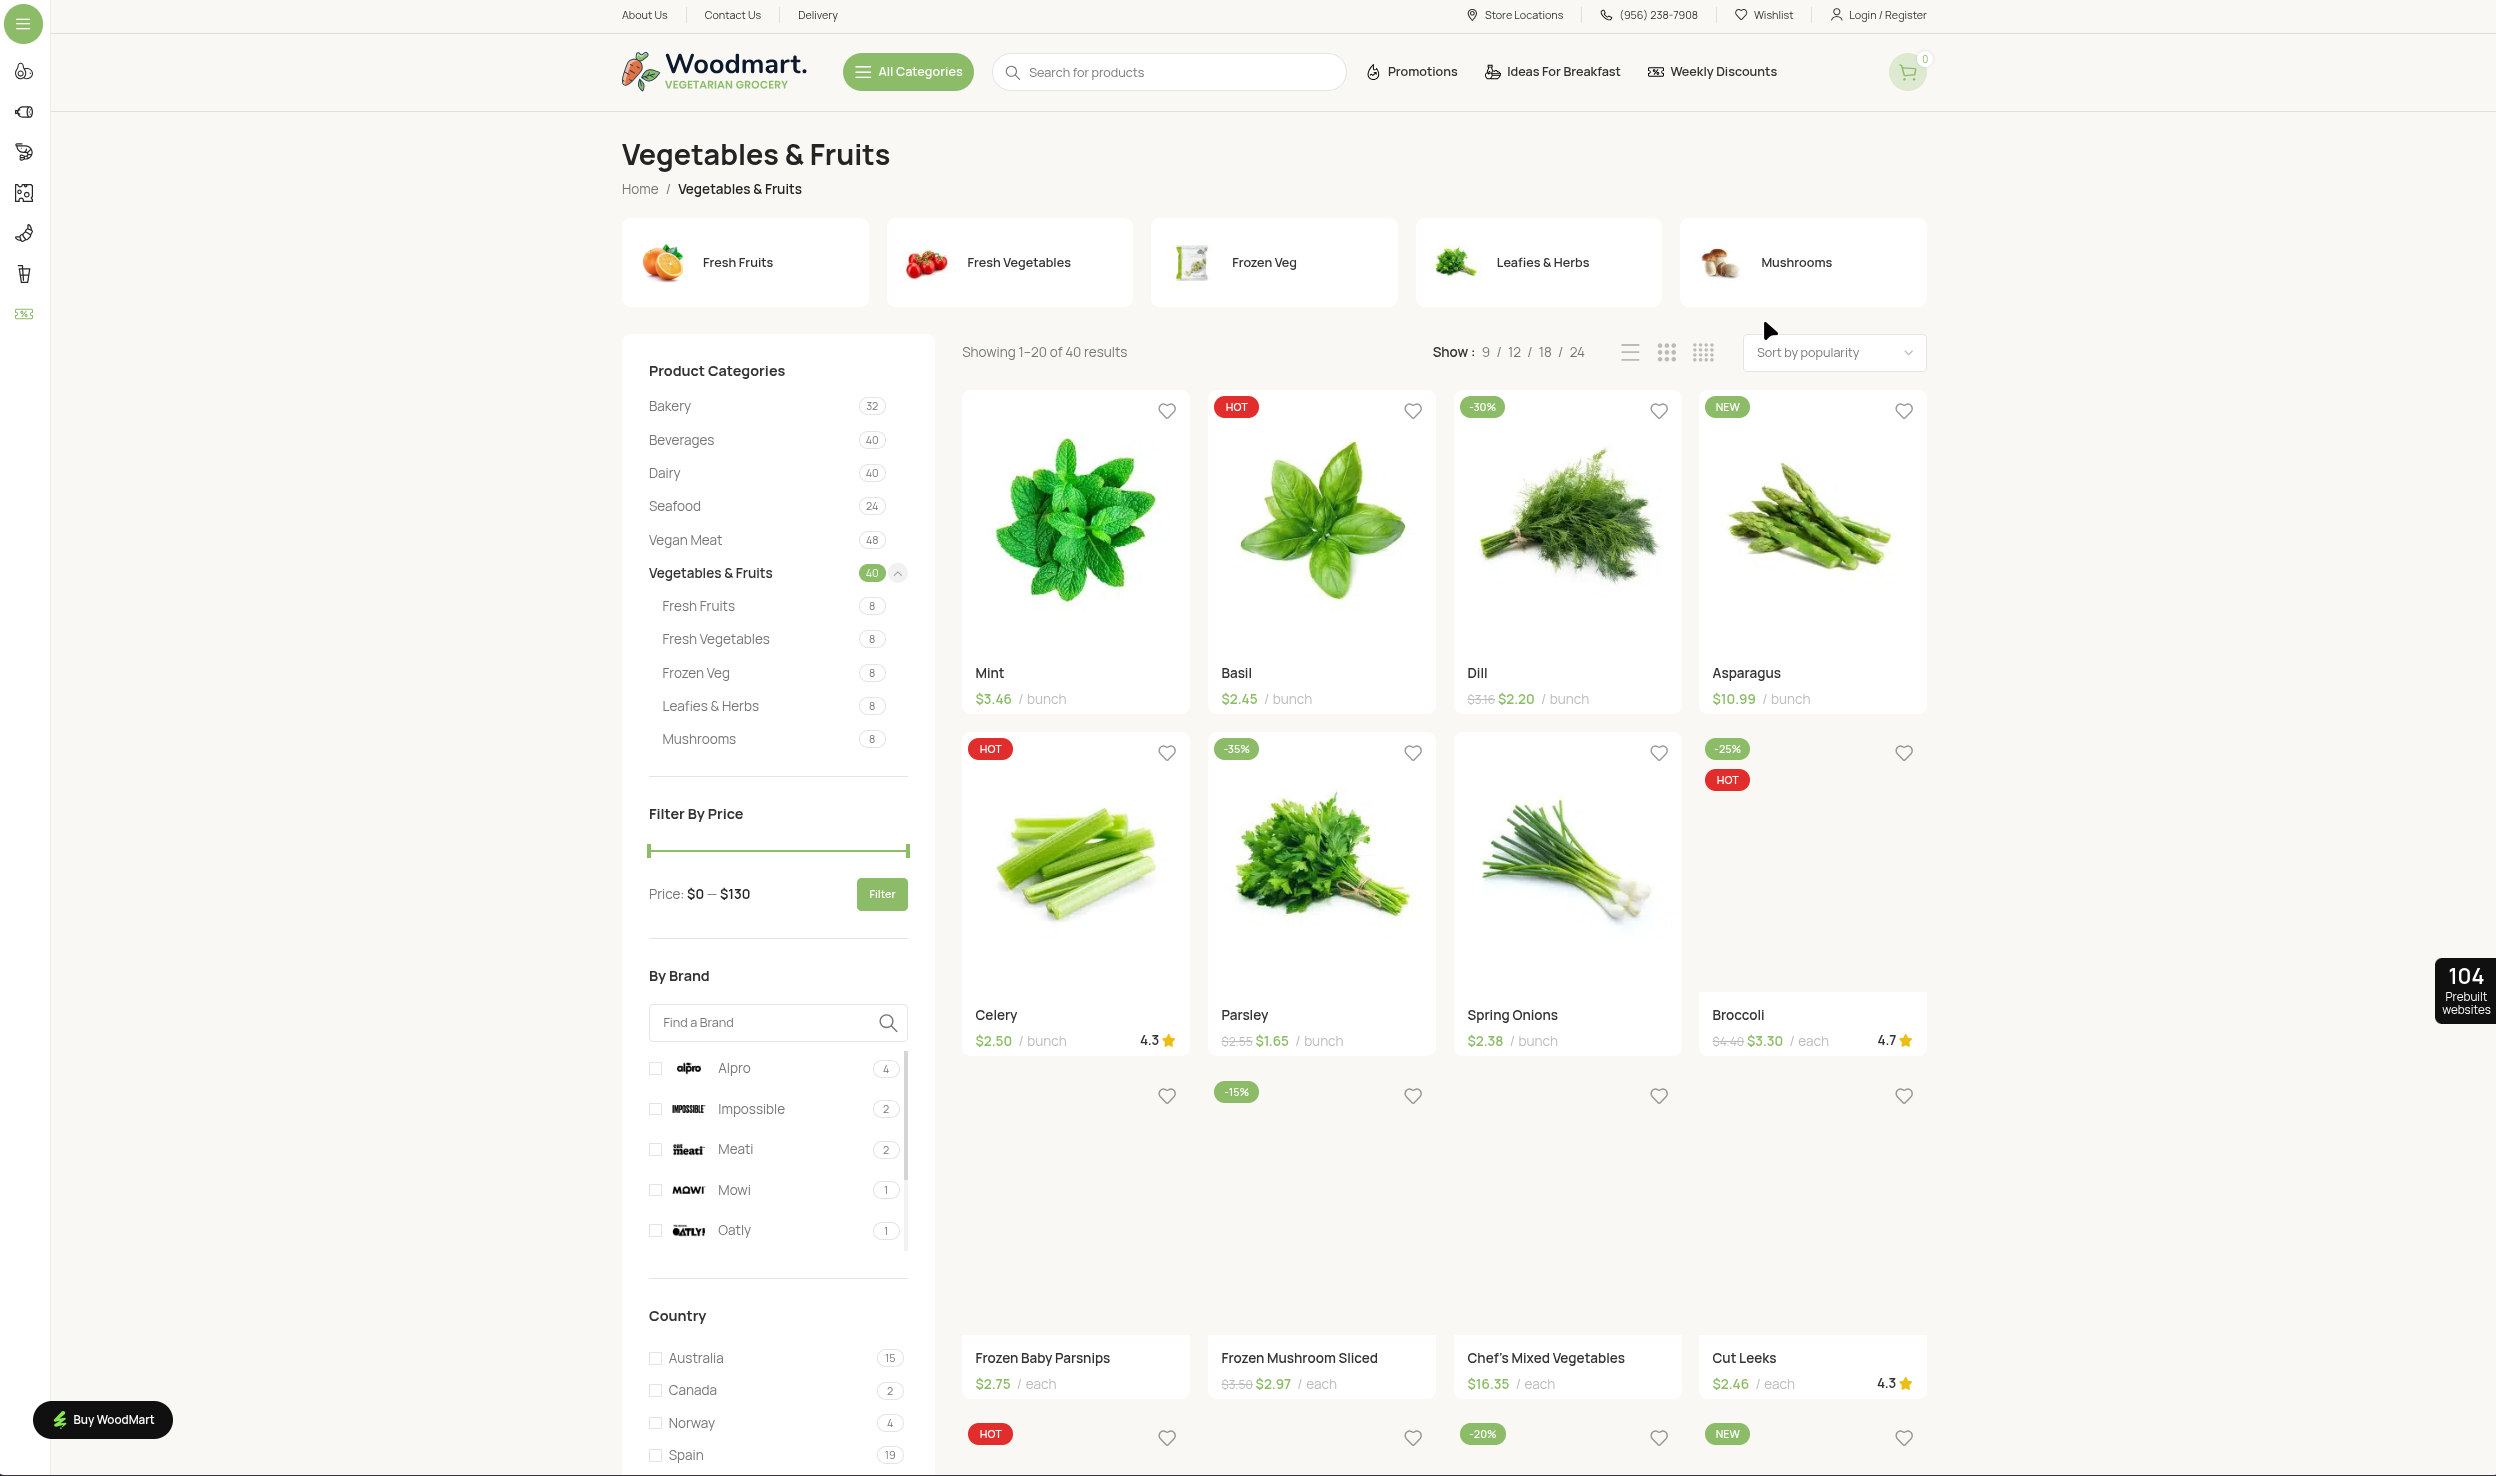 About Us
Contact Us
Delivery
Store Locations
(956) 238-7908
Wishlist
Login / Register
Woodmart.
VEGETARIAN GROCERY
All Categories
Search for products
Promotions
Ideas For Breakfast
Weekly Discounts
0
Vegetables & Fruits
Home / Vegetables & Fruits
Fresh Fruits
Fresh Vegetables
Frozen Veg
Leafies & Herbs
Mushrooms
Product Categories
Bakery 32
Beverages 40
Dairy 40
Seafood 24
Vegan Meat 48
Vegetables & Fruits 40
Fresh Fruits 8
Fresh Vegetables 8
Frozen Veg 8
Leafies & Herbs 8
Mushrooms 8
Filter By Price
Price: $0 — $130
Filter
By Brand
Find a Brand
alpro Alpro 4
IMPOSSIBLE Impossible 2
eat meati Meati 2
MOWI Mowi 1
OATLY! Oatly 1
Country
Australia 15
Canada 2
Norway 4
Spain 19
Showing 1–20 of 40 results
Show : 9 / 12 / 18 / 24
Sort by popularity
Mint
$3.46 / bunch
HOT
Basil
$2.45 / bunch
-30%
Dill
$3.16 $2.20 / bunch
NEW
Asparagus
$10.99 / bunch
HOT
Celery
$2.50 / bunch 4.3
-35%
Parsley
$2.55 $1.65 / bunch
Spring Onions
$2.38 / bunch
-25%
HOT
Broccoli
$4.40 $3.30 / each 4.7
Frozen Baby Parsnips
$2.75 / each
-15%
Frozen Mushroom Sliced
$3.50 $2.97 / each
Chef's Mixed Vegetables
$16.35 / each
Cut Leeks
$2.46 / each 4.3
HOT
-20%
NEW
104
Prebuilt
websites
Buy WoodMart